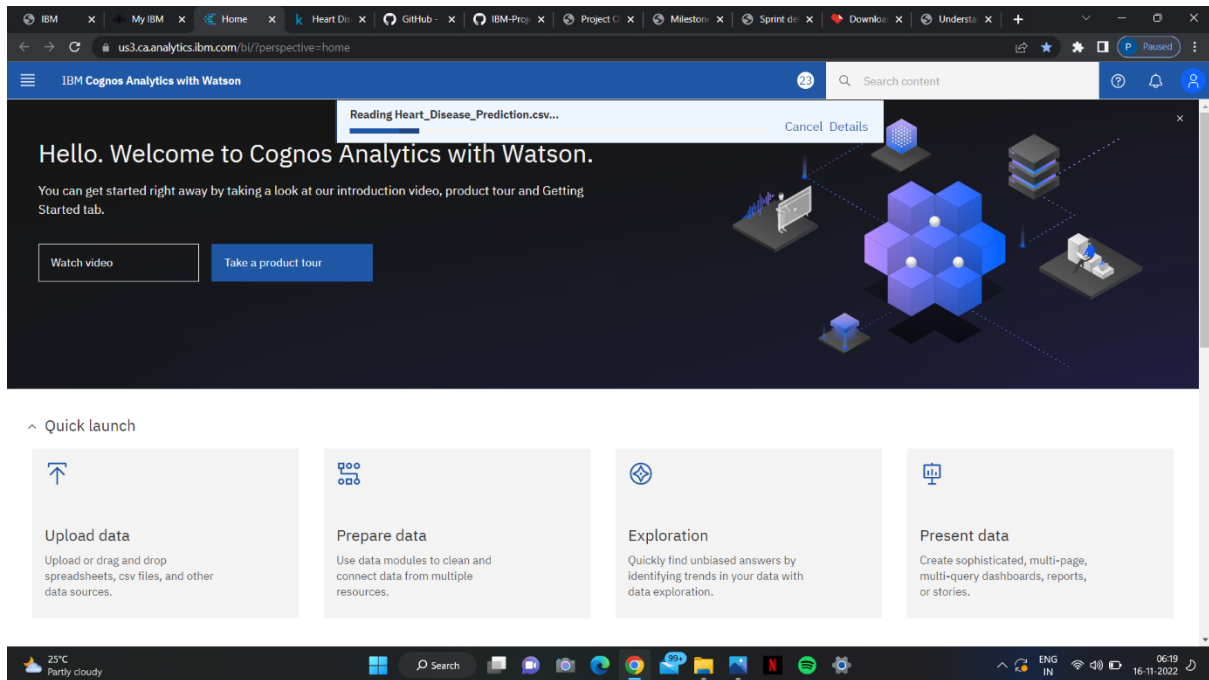 IBM
My IBM
Home
Heart Dis
GitHub -
IBM-Proj
Project O
Mileston
Sprint del
Downloa
Understa
us3.ca.analytics.ibm.com/bi/?perspective=home
P Paused
IBM Cognos Analytics with Watson
23
Search content
Reading Heart_Disease_Prediction.csv...
Cancel Details
Hello. Welcome to Cognos Analytics with Watson.
You can get started right away by taking a look at our introduction video, product tour and Getting
Started tab.
Watch video
Take a product tour
Quick launch
Upload data
Upload or drag and drop
spreadsheets, csv files, and other
data sources.
Prepare data
Use data modules to clean and
connect data from multiple
resources.
Exploration
Quickly find unbiased answers by
identifying trends in your data with
data exploration.
Present data
Create sophisticated, multi-page,
multi-query dashboards, reports,
or stories.
25°C
Partly cloudy
Search
99+
N
ENG
IN
06:19
16-11-2022